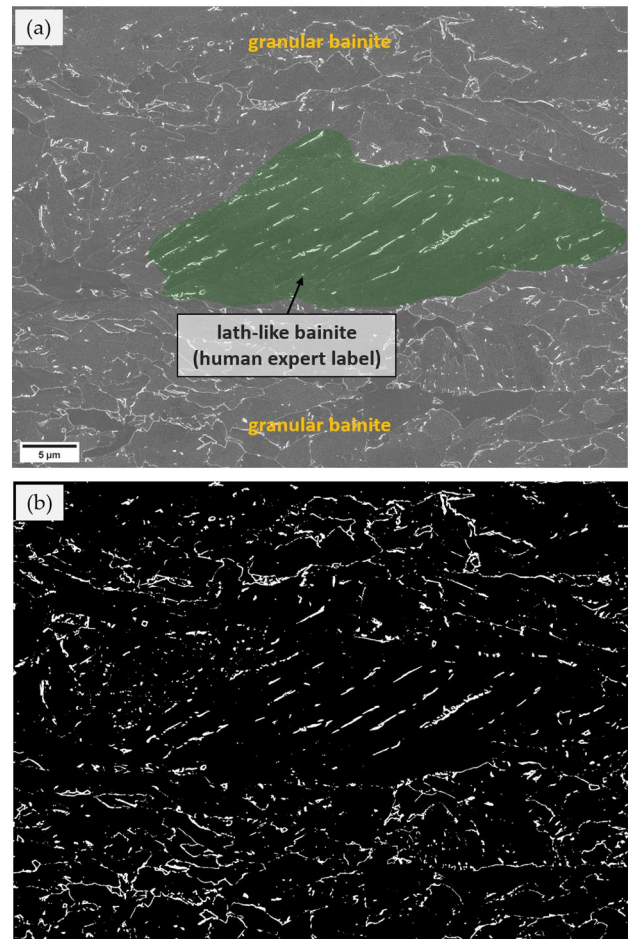 (a)
granular bainite
lath-like bainite
(human expert label)
granular bainite
5 µm
(b)